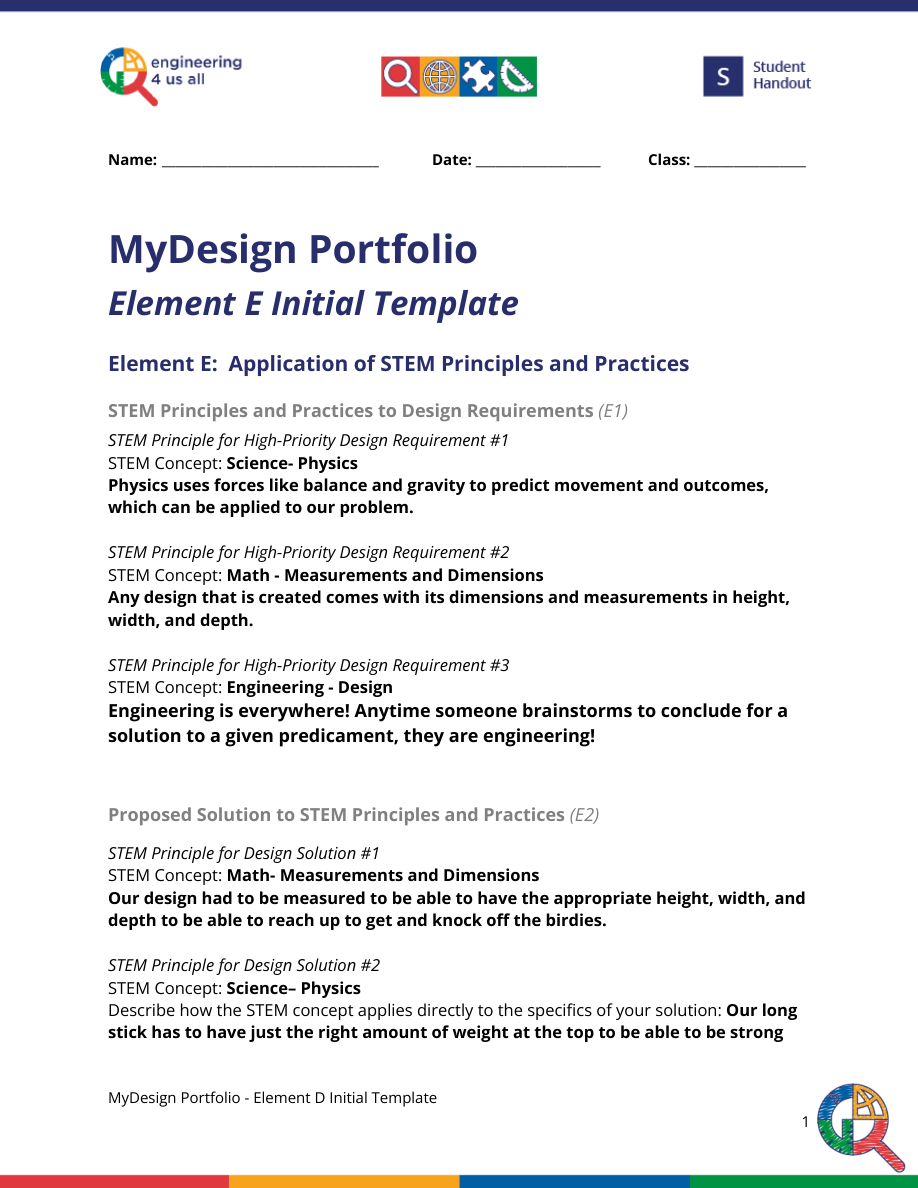 engineering
4 us all
S
Student
Handout
Name: ____________________________ Date: ________________ Class: ______________
MyDesign Portfolio
Element E Initial Template
Element E:  Application of STEM Principles and Practices
STEM Principles and Practices to Design Requirements (E1)
STEM Principle for High-Priority Design Requirement #1
STEM Concept: Science- Physics
Physics uses forces like balance and gravity to predict movement and outcomes,
which can be applied to our problem.
STEM Principle for High-Priority Design Requirement #2
STEM Concept: Math - Measurements and Dimensions
Any design that is created comes with its dimensions and measurements in height,
width, and depth.
STEM Principle for High-Priority Design Requirement #3
STEM Concept: Engineering - Design
Engineering is everywhere! Anytime someone brainstorms to conclude for a
solution to a given predicament, they are engineering!
Proposed Solution to STEM Principles and Practices (E2)
STEM Principle for Design Solution #1
STEM Concept: Math- Measurements and Dimensions
Our design had to be measured to be able to have the appropriate height, width, and
depth to be able to reach up to get and knock off the birdies.
STEM Principle for Design Solution #2
STEM Concept: Science– Physics
Describe how the STEM concept applies directly to the specifics of your solution: Our long
stick has to have just the right amount of weight at the top to be able to be strong
MyDesign Portfolio - Element D Initial Template
1